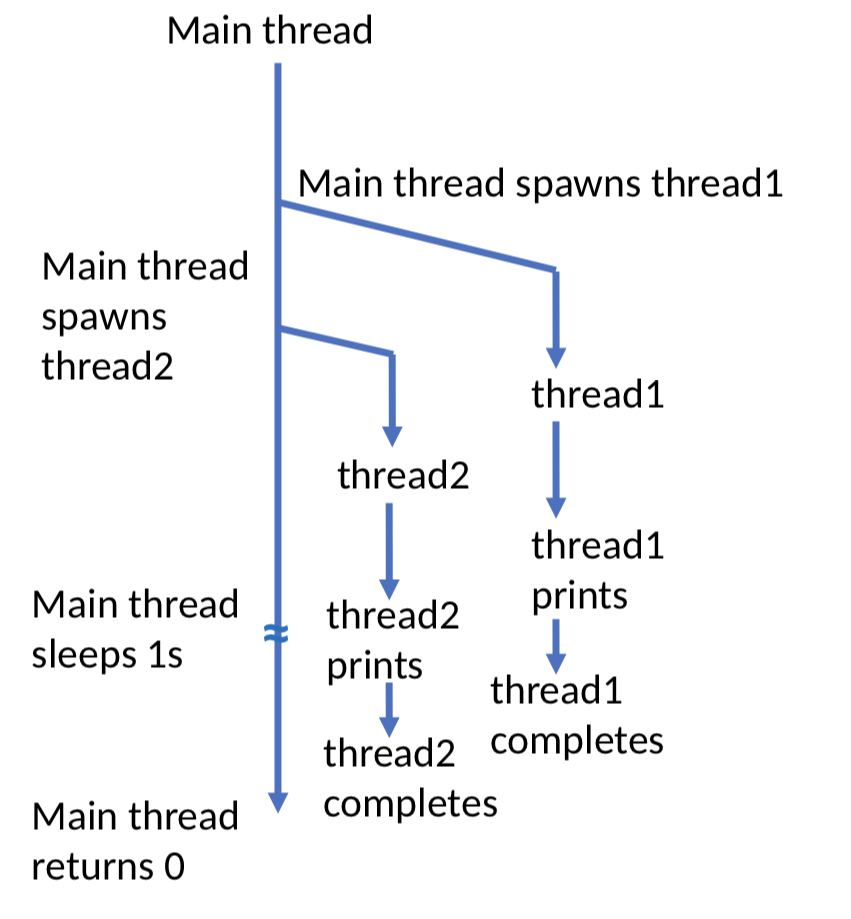 Main thread
Main thread spawns thread1
Main thread
spawns
thread2
thread1
thread2
thread1
prints
Main thread
sleeps 1s
thread2
prints
thread1
completes
thread2
completes
Main thread
returns 0